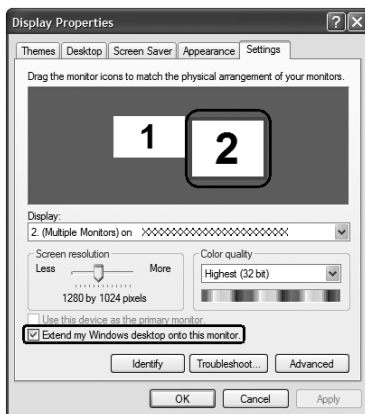 Display Properties
Themes Desktop Screen Saver Appearance Settings
Drag the monitor icons to match the physical arrangement of your monitors.
1 2
Display:
2. (Multiple Monitors) on XXXXXXXXXXXXXXXXXXXXXXXX
Screen resolution Color quality
Less More Highest (32 bit)
1280 by 1024 pixels
Use this device as the primary monitor.
Extend my Windows desktop onto this monitor.
Identify Troubleshoot... Advanced
OK Cancel Apply